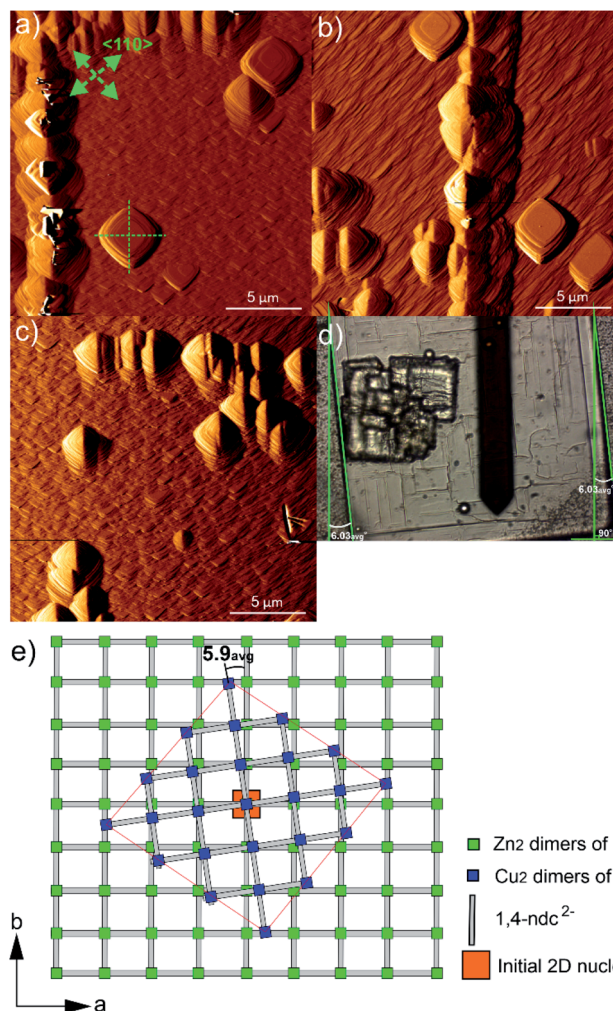 a)
<110>
5 µm
b)
5 µm
c)
5 µm
d)
6.03avg°
6.03avg°
90°
e)
5.9avg
Zn2 dimers of
Cu2 dimers of
1,4-ndc2-
Initial 2D nucl
b
a